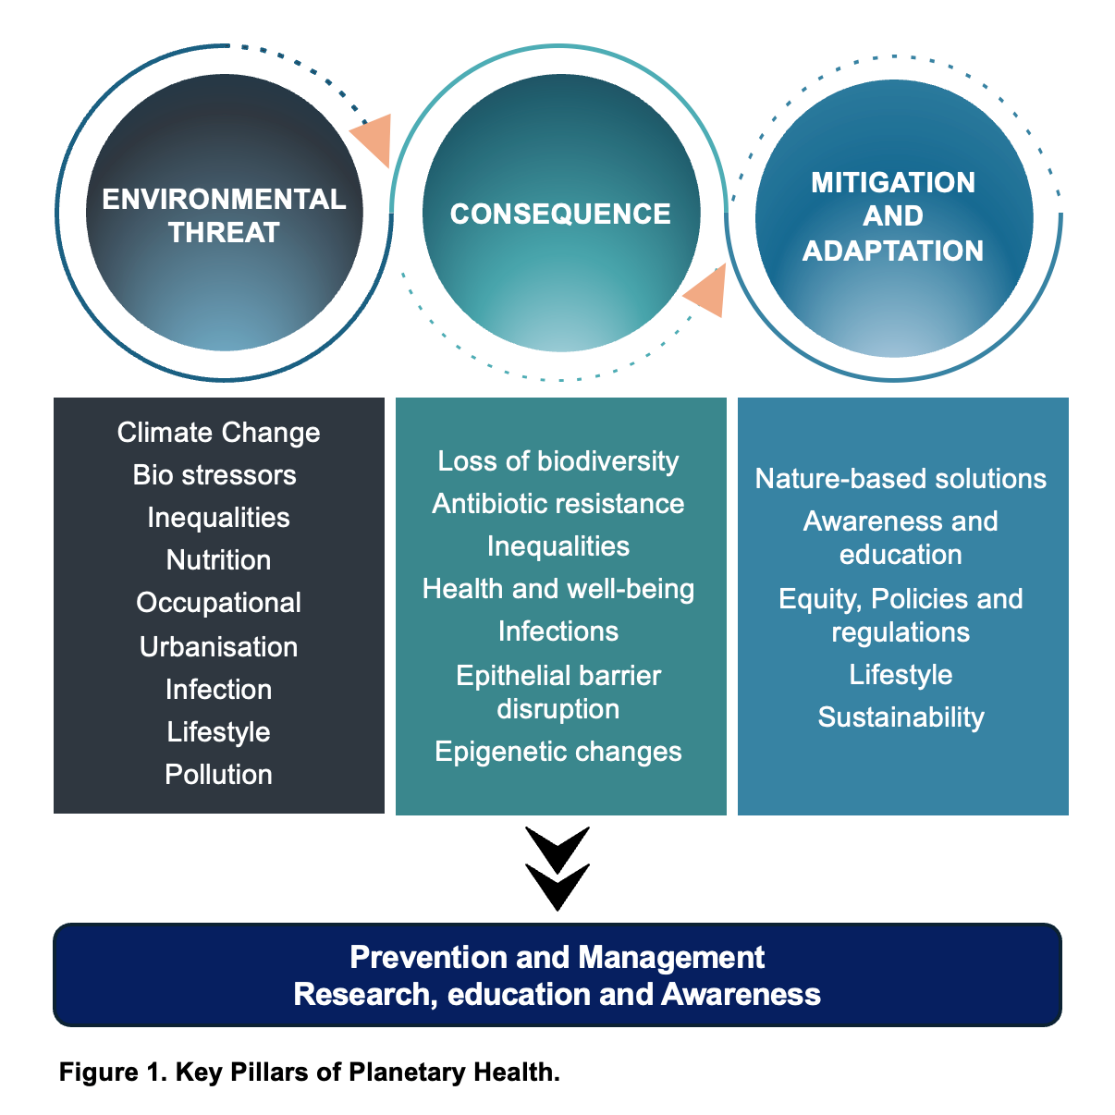 ENVIRONMENTAL
THREAT
CONSEQUENCE
MITIGATION
AND
ADAPTATION
Climate Change
Bio stressors
Inequalities
Nutrition
Occupational
Urbanisation
Infection
Lifestyle
Pollution
Loss of biodiversity
Antibiotic resistance
Inequalities
Health and well-being
Infections
Epithelial barrier
disruption
Epigenetic changes
Nature-based solutions
Awareness and
education
Equity, Policies and
regulations
Lifestyle
Sustainability
Prevention and Management
Research, education and Awareness
Figure 1. Key Pillars of Planetary Health.